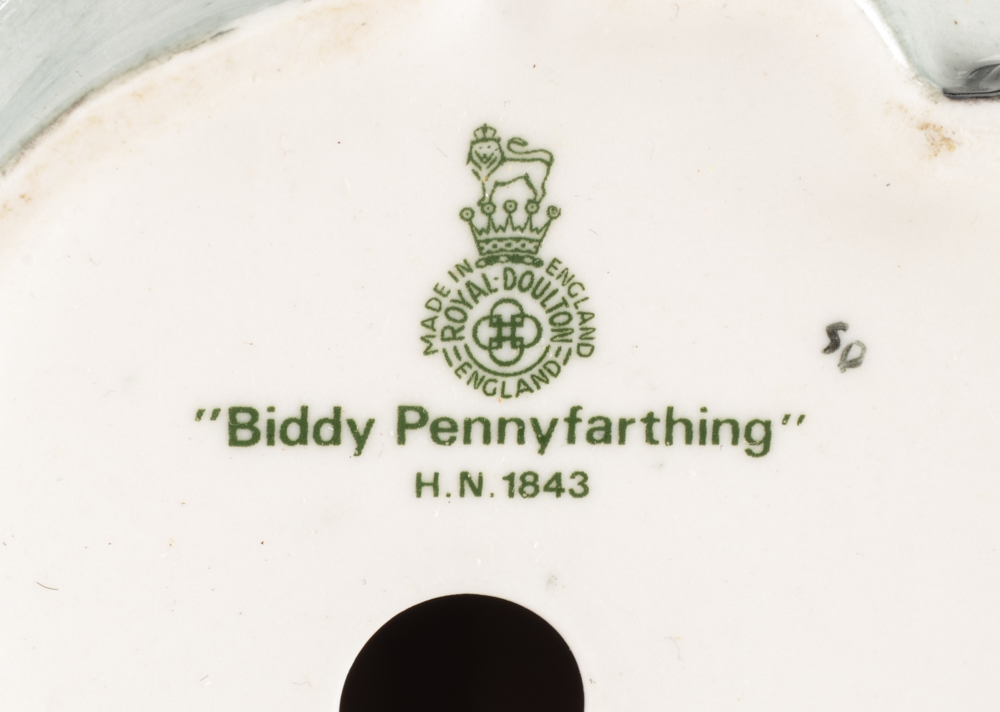 MADE IN ENGLAND
ROYAL·DOULTON
ENGLAND
"Biddy Pennyfarthing"
H.N.1843